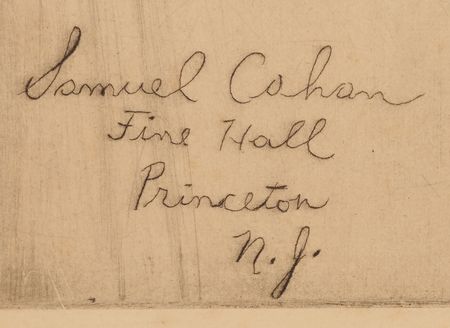 Samuel Cohan
Fine Hall
Princeton
N.J.